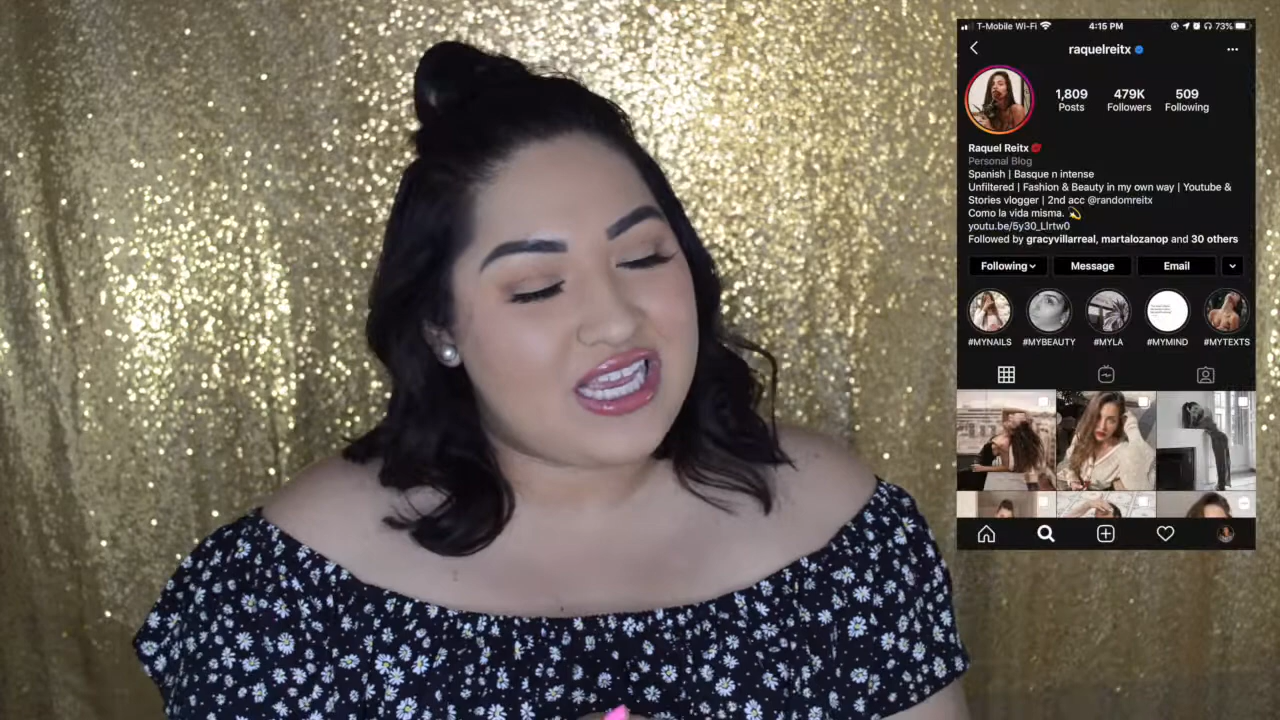 T-Mobile Wi-Fi 4:15 PM 73%
raquelreitx
1,809 479K 509
Posts Followers Following
Raquel Reitx
Personal Blog
Spanish | Basque n intense
Unfiltered | Fashion & Beauty in my own way | Youtube &
Stories vlogger | 2nd acc @randomreitx
Como la vida misma.
youtu.be/5y30_Llrtw0
Followed by gracyvillarreal, martalozanop and 30 others
Following Message Email
#MYNAILS #MYBEAUTY #MYLA #MYMIND #MYTEXTS